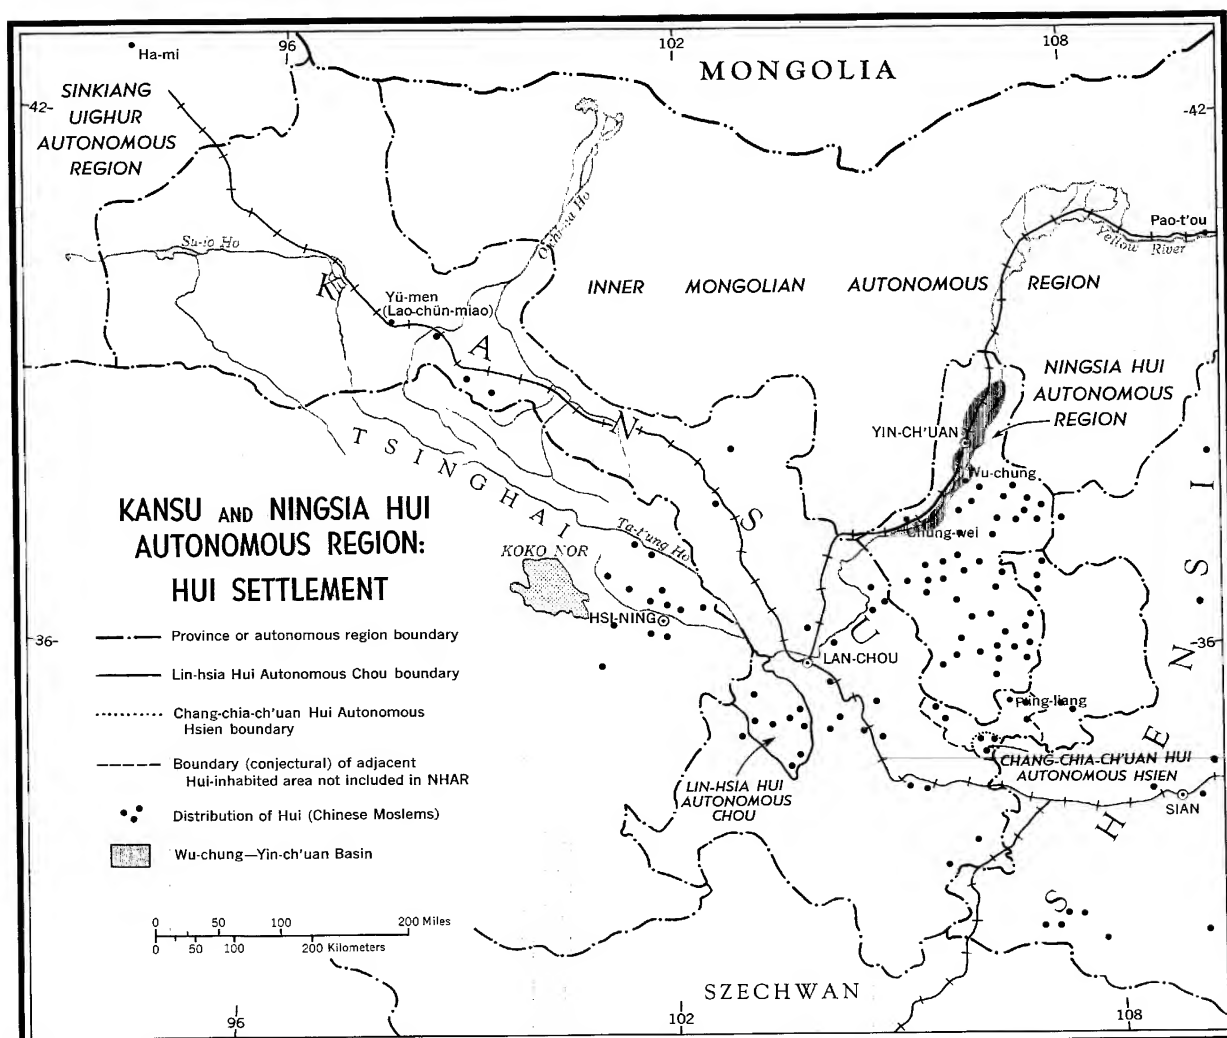 96
102
108
Ha-mi
MONGOLIA
42-
-42
SINKIANG
UIGHUR
AUTONOMOUS
REGION
Pao-t'ou
Yellow River
INNER MONGOLIAN AUTONOMOUS REGION
Yü-men
(Lao-chün-miao)
KANSU
NINGSIA HUI
AUTONOMOUS
REGION
YIN-CH'UAN
Wu-chung
Chung-wei
TSINGHAI
Ta-t'ung Ho
KOKO NOR
HSI-NING
LAN-CHOU
36-
-36
P'ing-liang
SHENSI
CHANG-CHIA-CH'UAN HUI
AUTONOMOUS HSIEN
SIAN
LIN-HSIA HUI
AUTONOMOUS
CHOU
KANSU AND NINGSIA HUI
AUTONOMOUS REGION:
HUI SETTLEMENT
Province or autonomous region boundary
Lin-hsia Hui Autonomous Chou boundary
Chang-chia-ch'uan Hui Autonomous
Hsien boundary
Boundary (conjectural) of adjacent
Hui-inhabited area not included in NHAR
Distribution of Hui (Chinese Moslems)
Wu-chung—Yin-ch'uan Basin
0 50 100 200 Miles
0 50 100 200 Kilometers
SZECHWAN
96
102
108